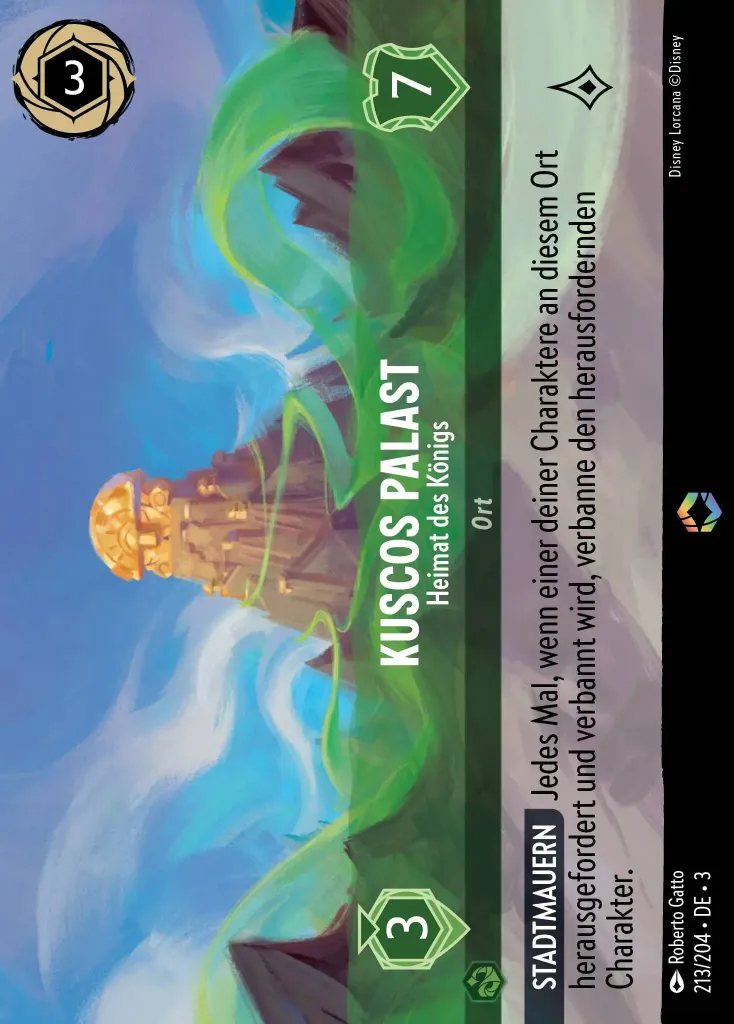 3
3
7
KUSCOS PALAST
Heimat des Königs
Ort
STADTMAUERN Jedes Mal, wenn einer deiner Charaktere an diesem Ort
herausgefordert und verbannt wird, verbanne den herausfordernden
Charakter.
Roberto Gatto
213/204 • DE • 3
Disney Lorcana ©Disney